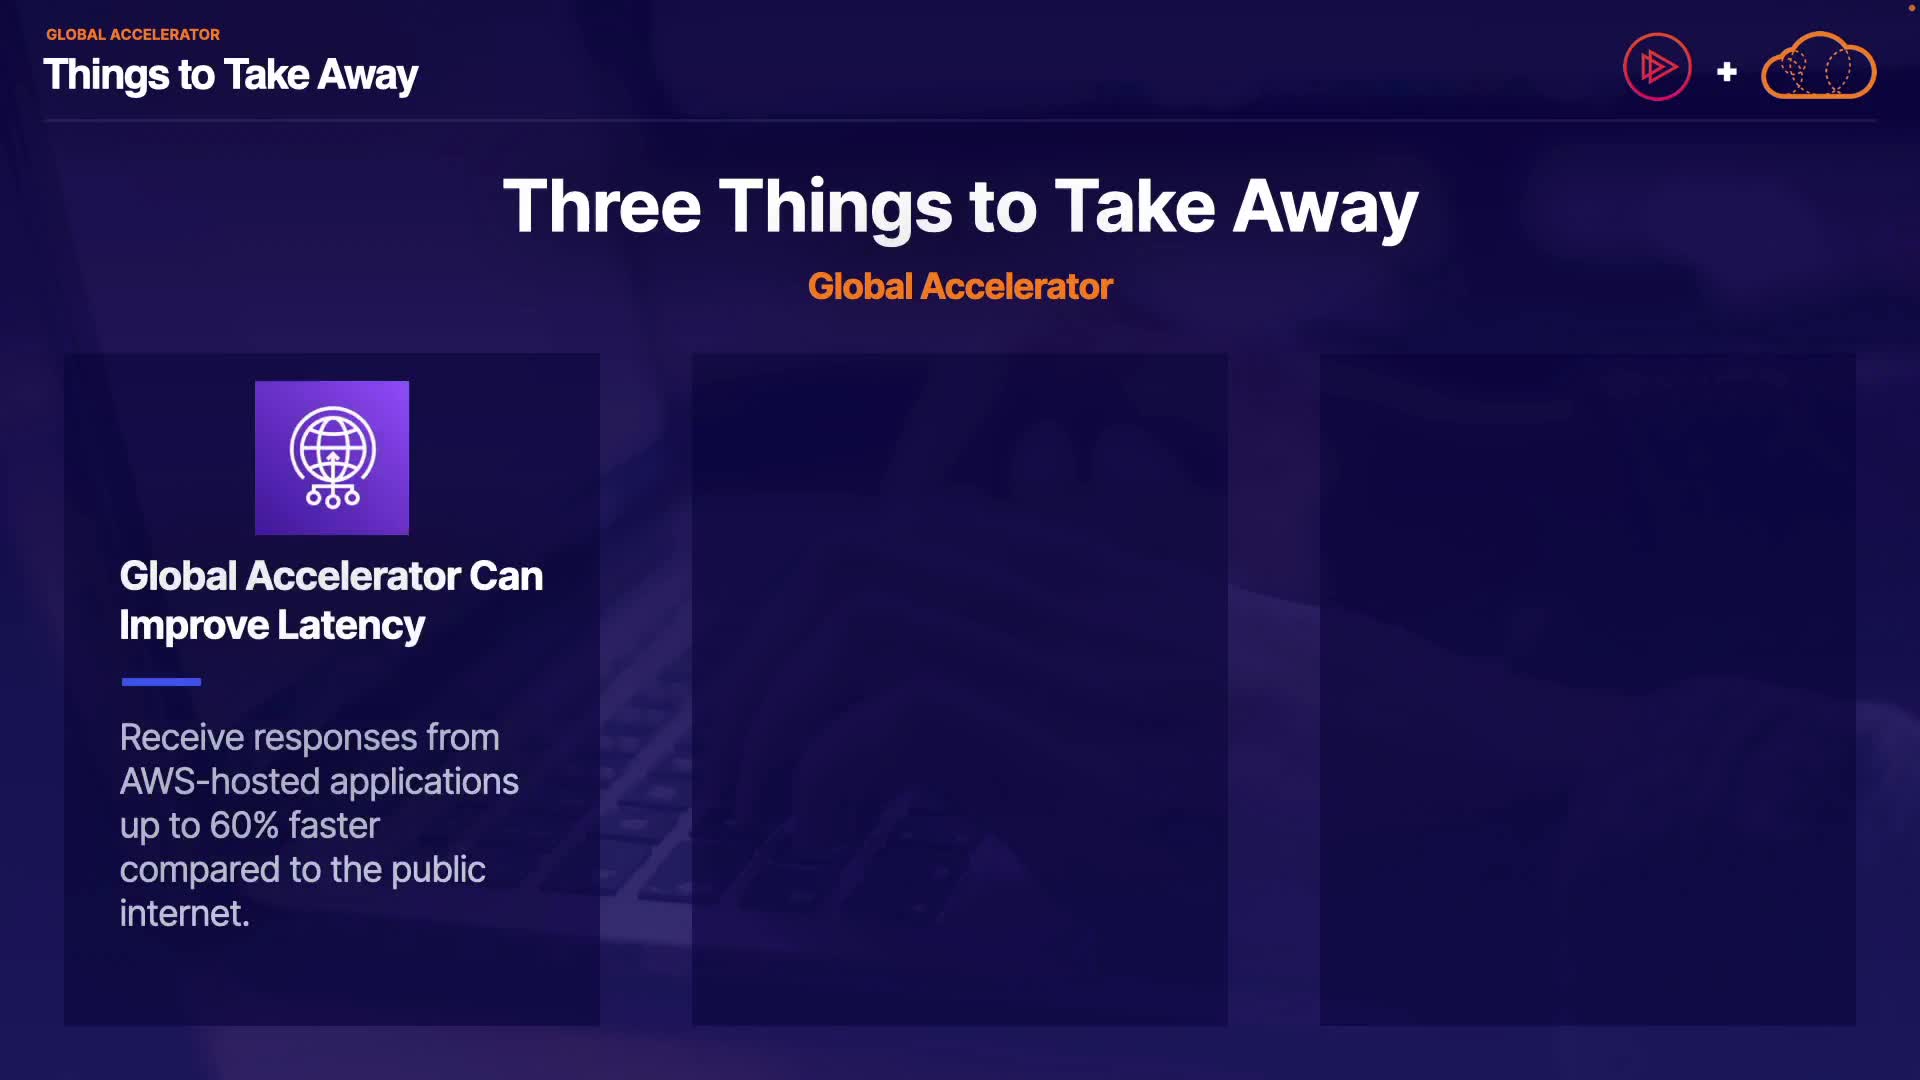 GLOBAL ACCELERATOR
Things to Take Away
Three Things to Take Away
Global Accelerator
Global Accelerator Can
Improve Latency
Receive responses from
AWS-hosted applications
up to 60% faster
compared to the public
internet.